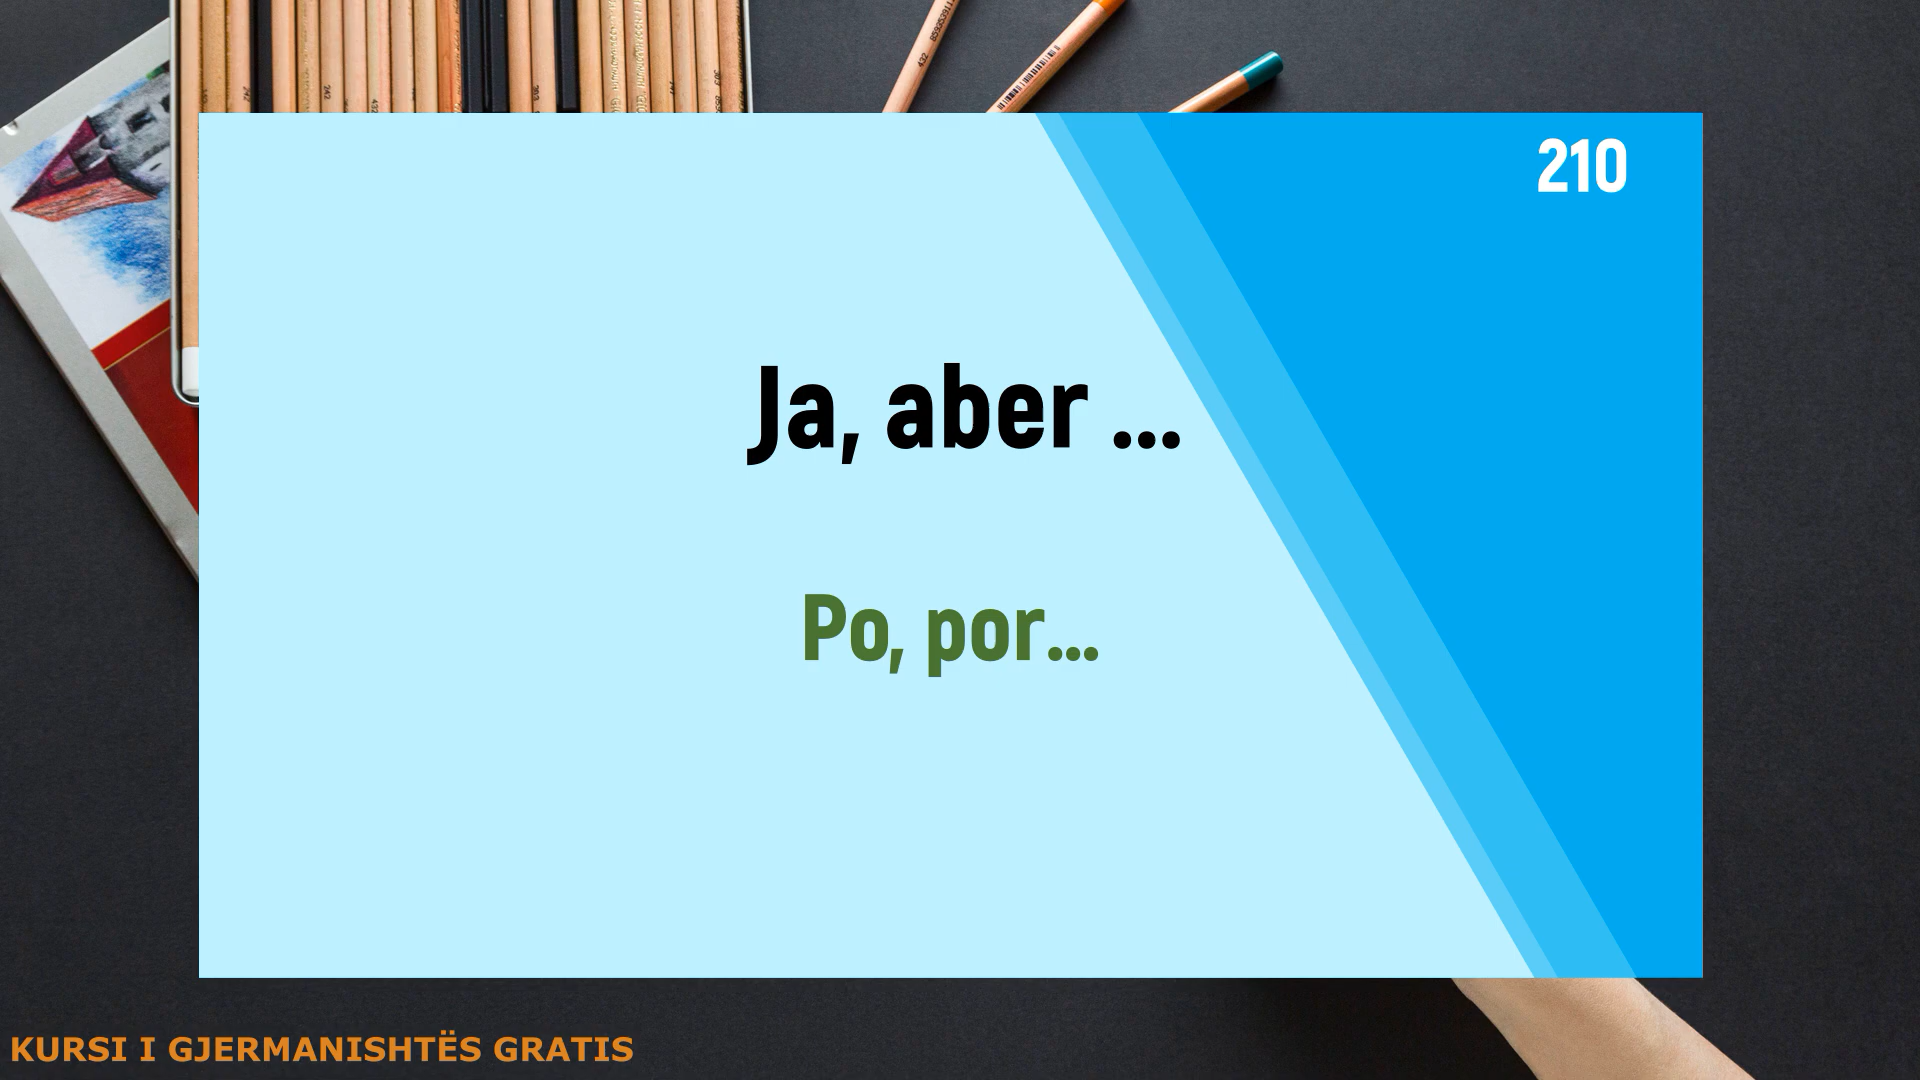 210
Ja, aber ...
Po, por...
KURSI I GJERMANISHTËS GRATIS